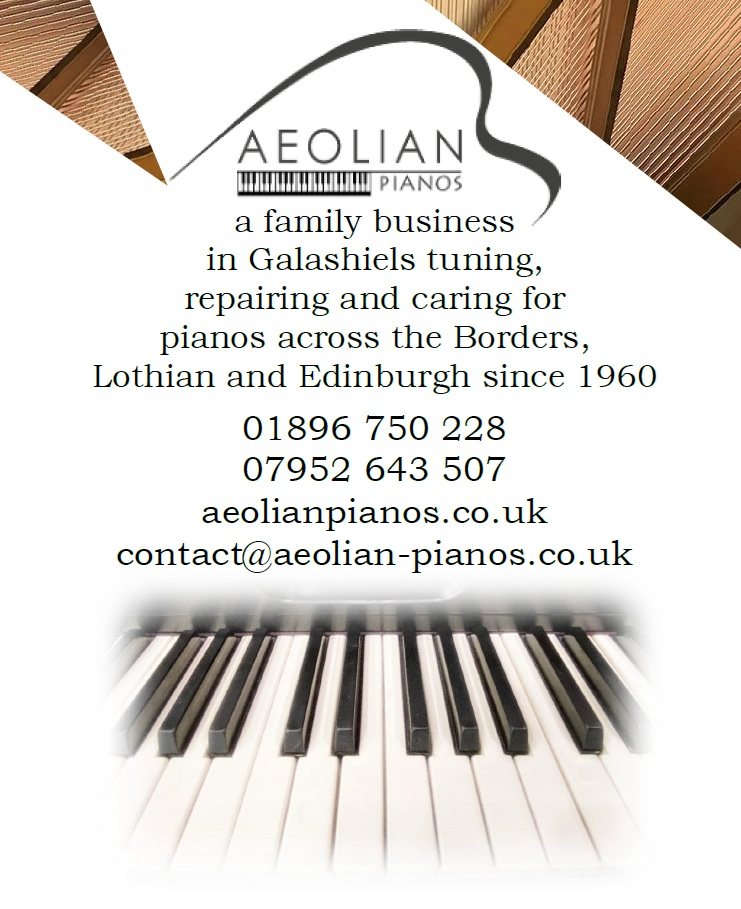 AEOLIAN
PIANOS
a family business
in Galashiels tuning,
repairing and caring for
pianos across the Borders,
Lothian and Edinburgh since 1960
01896 750 228
07952 643 507
aeolianpianos.co.uk
contact@aeolian-pianos.co.uk